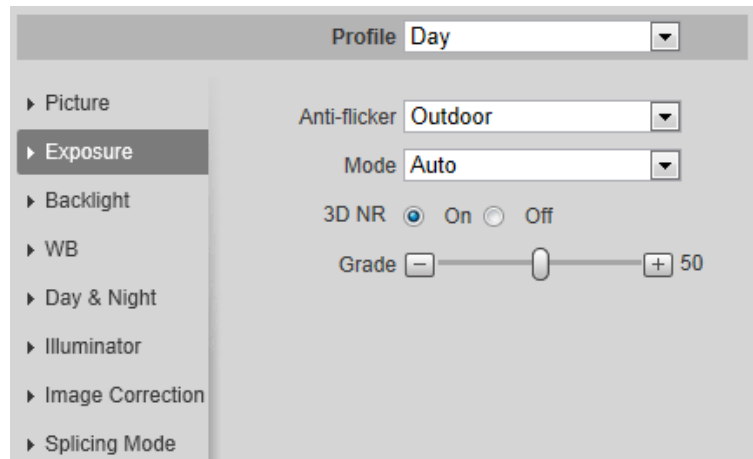 Profile Day
Picture
Anti-flicker Outdoor
Exposure
Mode Auto
Backlight
3D NR On Off
WB
Grade − + 50
Day & Night
Illuminator
Image Correction
Splicing Mode